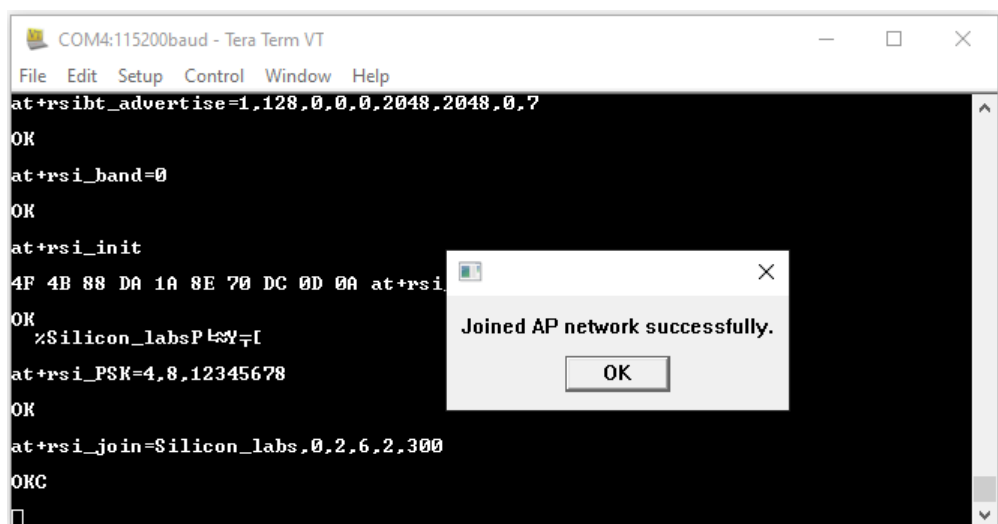 COM4:115200baud - Tera Term VT
File Edit Setup Control Window Help
at+rsibt_advertise=1,128,0,0,0,2048,2048,0,7
OK
at+rsi_band=0
OK
at+rsi_init
4F 4B 88 DA 1A 8E 70 DC 0D 0A at+rsi
OK
%Silicon_labsP
at+rsi_PSK=4,8,12345678
OK
at+rsi_join=Silicon_labs,0,2,6,2,300
OKC
Joined AP network successfully.
OK